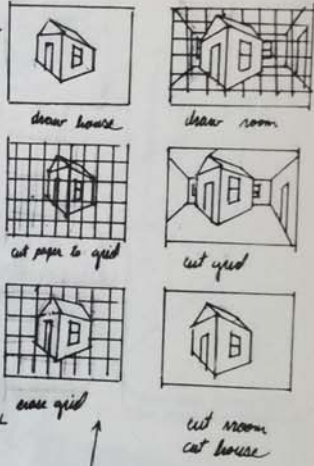 draw house
draw room
cut paper to grid
cut grid
erase grid
cut room
cut house